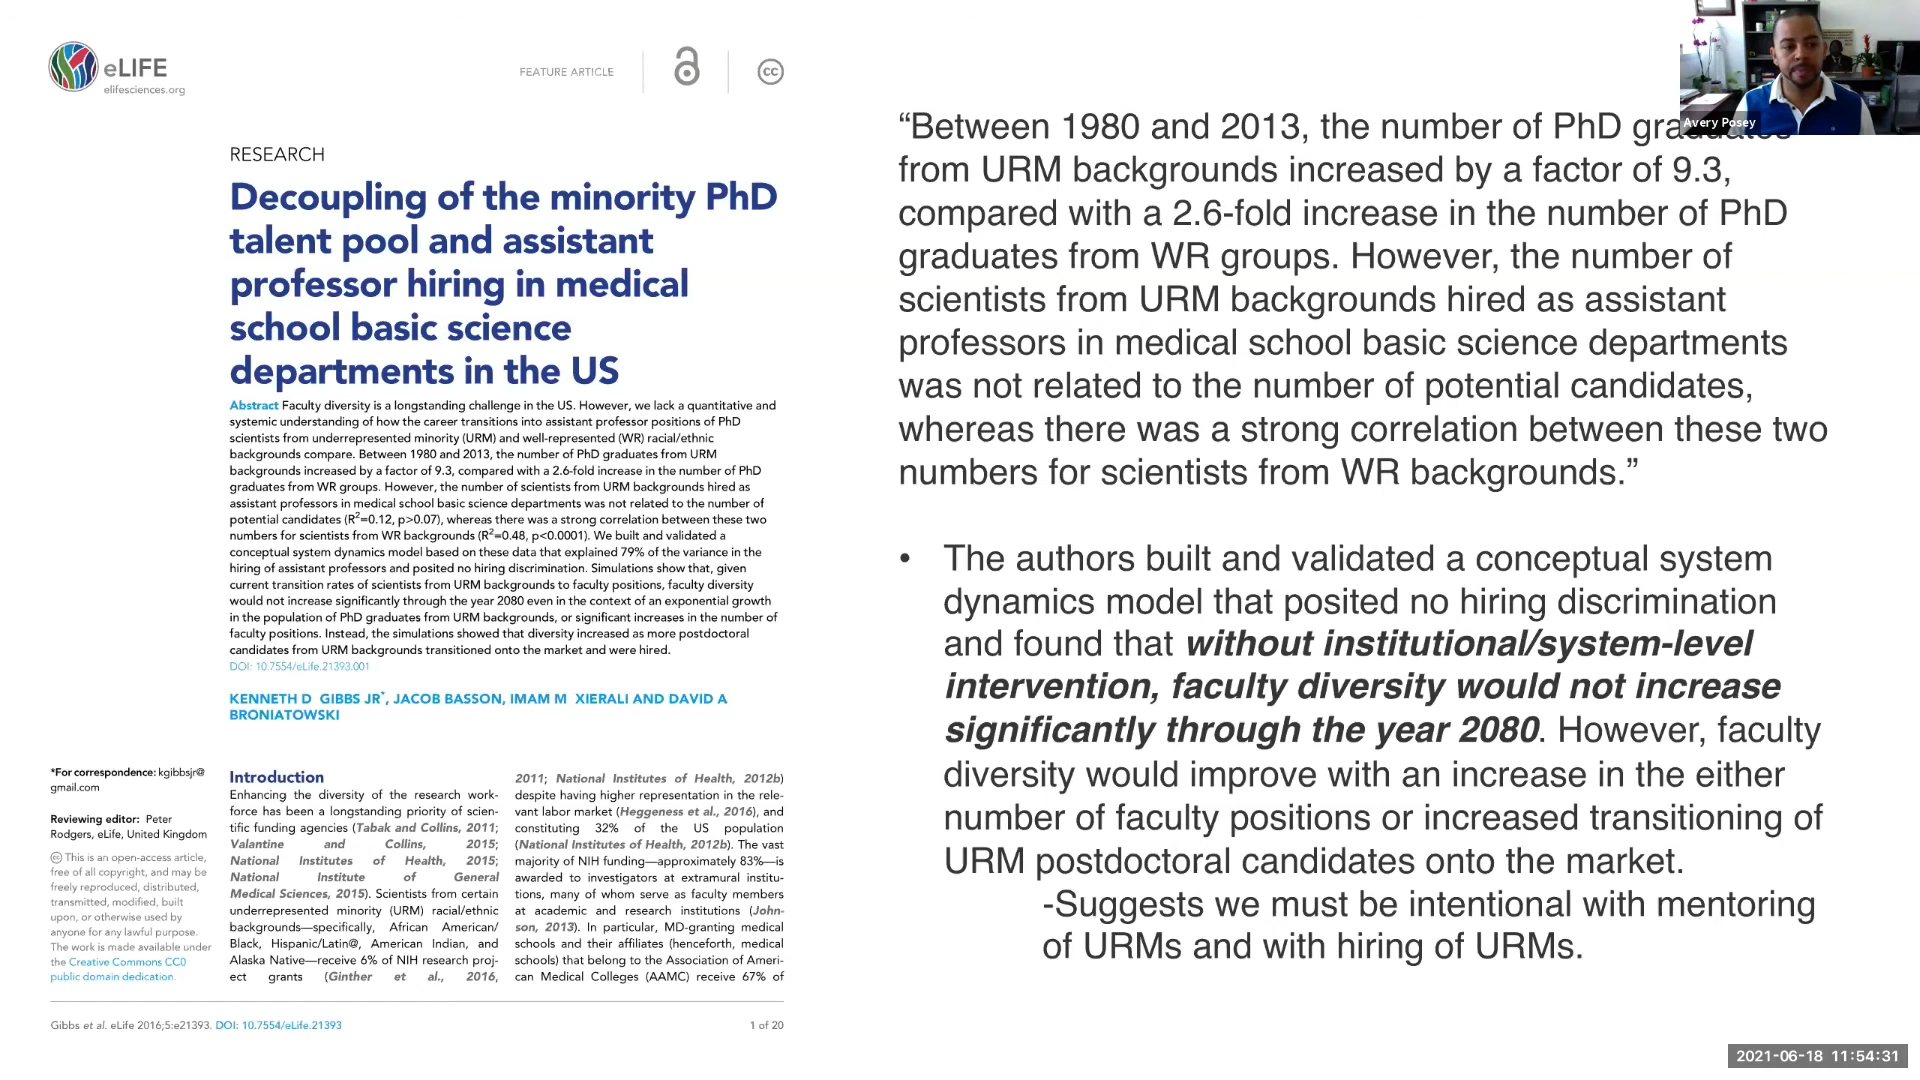 eLIFE
elifesciences.org
FEATURE ARTICLE
cc
RESEARCH
Decoupling of the minority PhD
talent pool and assistant
professor hiring in medical
school basic science
departments in the US
Abstract Faculty diversity is a longstanding challenge in the US. However, we lack a quantitative and
systemic understanding of how the career transitions into assistant professor positions of PhD
scientists from underrepresented minority (URM) and well-represented (WR) racial/ethnic
backgrounds compare. Between 1980 and 2013, the number of PhD graduates from URM
backgrounds increased by a factor of 9.3, compared with a 2.6-fold increase in the number of PhD
graduates from WR groups. However, the number of scientists from URM backgrounds hired as
assistant professors in medical school basic science departments was not related to the number of
potential candidates (R²=0.12, p>0.07), whereas there was a strong correlation between these two
numbers for scientists from WR backgrounds (R²=0.48, p<0.0001). We built and validated a
conceptual system dynamics model based on these data that explained 79% of the variance in the
hiring of assistant professors and posited no hiring discrimination. Simulations show that, given
current transition rates of scientists from URM backgrounds to faculty positions, faculty diversity
would not increase significantly through the year 2080 even in the context of an exponential growth
in the population of PhD graduates from URM backgrounds, or significant increases in the number of
faculty positions. Instead, the simulations showed that diversity increased as more postdoctoral
candidates from URM backgrounds transitioned onto the market and were hired.
DOI: 10.7554/eLife.21393.001
KENNETH D GIBBS JR*, JACOB BASSON, IMAM M XIERALI AND DAVID A
BRONIATOWSKI
*For correspondence: kgibbsjr@
gmail.com
Reviewing editor: Peter
Rodgers, eLife, United Kingdom
cc This is an open-access article,
free of all copyright, and may be
freely reproduced, distributed,
transmitted, modified, built
upon, or otherwise used by
anyone for any lawful purpose.
The work is made available under
the Creative Commons CC0
public domain dedication.
Introduction
Enhancing the diversity of the research work-
force has been a longstanding priority of scien-
tific funding agencies (Tabak and Collins, 2011;
Valantine and Collins, 2015;
National Institutes of Health, 2015;
National Institute of General
Medical Sciences, 2015). Scientists from certain
underrepresented minority (URM) racial/ethnic
backgrounds—specifically, African American/
Black, Hispanic/Latin@, American Indian, and
Alaska Native—receive 6% of NIH research proj-
ect grants (Ginther et al., 2016,
2011; National Institutes of Health, 2012b)
despite having higher representation in the rele-
vant labor market (Heggeness et al., 2016), and
constituting 32% of the US population
(National Institutes of Health, 2012b). The vast
majority of NIH funding—approximately 83%—is
awarded to investigators at extramural institu-
tions, many of whom serve as faculty members
at academic and research institutions (John-
son, 2013). In particular, MD-granting medical
schools and their affiliates (henceforth, medical
schools) that belong to the Association of Ameri-
can Medical Colleges (AAMC) receive 67% of
Gibbs et al. eLife 2016;5:e21393. DOI: 10.7554/eLife.21393
1 of 20
“Between 1980 and 2013, the number of PhD graduates
from URM backgrounds increased by a factor of 9.3,
compared with a 2.6-fold increase in the number of PhD
graduates from WR groups. However, the number of
scientists from URM backgrounds hired as assistant
professors in medical school basic science departments
was not related to the number of potential candidates,
whereas there was a strong correlation between these two
numbers for scientists from WR backgrounds.”
• The authors built and validated a conceptual system
dynamics model that posited no hiring discrimination
and found that without institutional/system-level
intervention, faculty diversity would not increase
significantly through the year 2080. However, faculty
diversity would improve with an increase in the either
number of faculty positions or increased transitioning of
URM postdoctoral candidates onto the market.
-Suggests we must be intentional with mentoring
of URMs and with hiring of URMs.
Avery Posey
2021-06-18 11:54:31